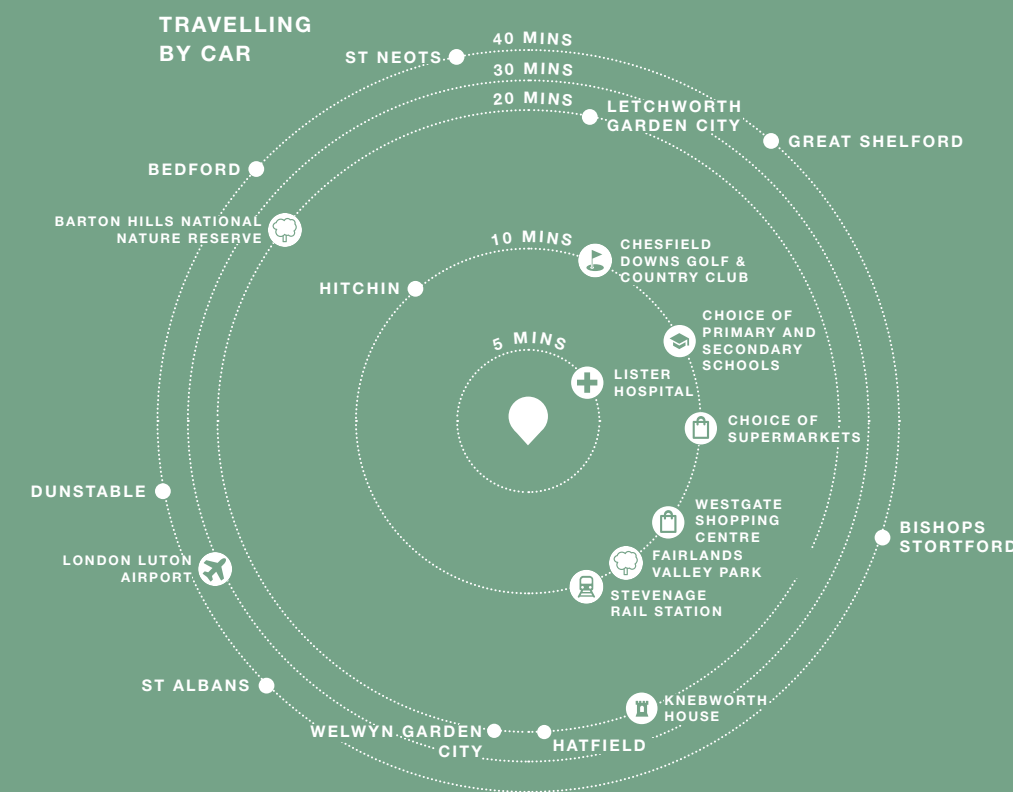 TRAVELLING
BY CAR
40 MINS
ST NEOTS
30 MINS
20 MINS
LETCHWORTH
GARDEN CITY
GREAT SHELFORD
BEDFORD
BARTON HILLS NATIONAL
NATURE RESERVE
10 MINS
CHESFIELD
DOWNS GOLF &
COUNTRY CLUB
HITCHIN
CHOICE OF
PRIMARY AND
SECONDARY
SCHOOLS
5 MINS
LISTER
HOSPITAL
CHOICE OF
SUPERMARKETS
DUNSTABLE
WESTGATE
SHOPPING
CENTRE
BISHOPS
STORTFORD
LONDON LUTON
AIRPORT
FAIRLANDS
VALLEY PARK
STEVENAGE
RAIL STATION
ST ALBANS
KNEBWORTH
HOUSE
WELWYN GARDEN
CITY
HATFIELD